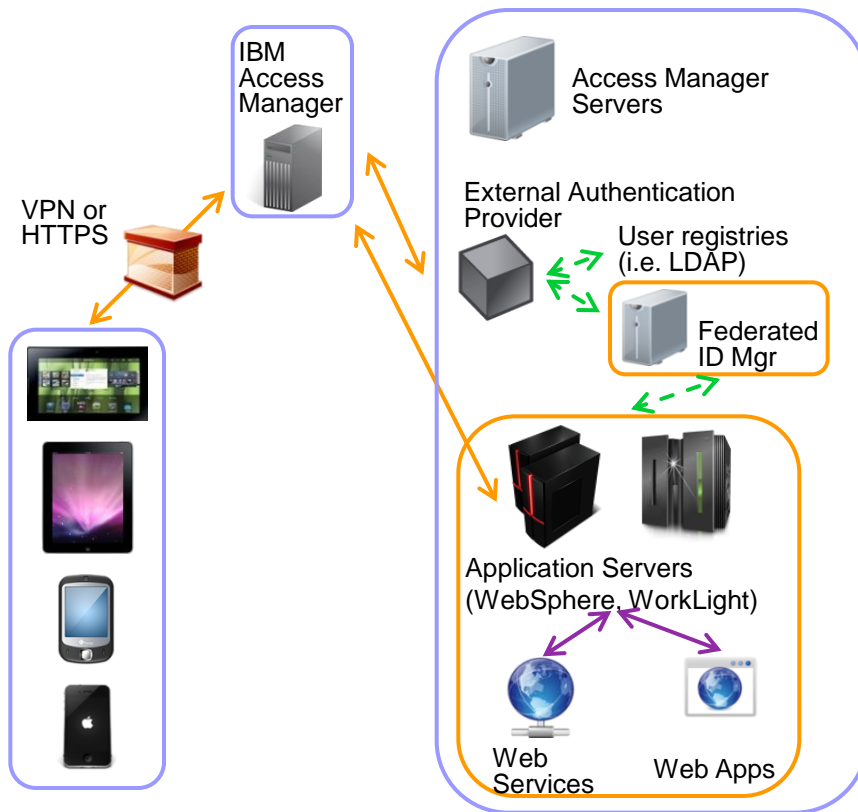 IBM
Access
Manager
Access Manager
Servers
VPN or
HTTPS
External Authentication
Provider
User registries
(i.e. LDAP)
Federated
ID Mgr
Application Servers
(WebSphere, WorkLight)
Web
Services
Web Apps